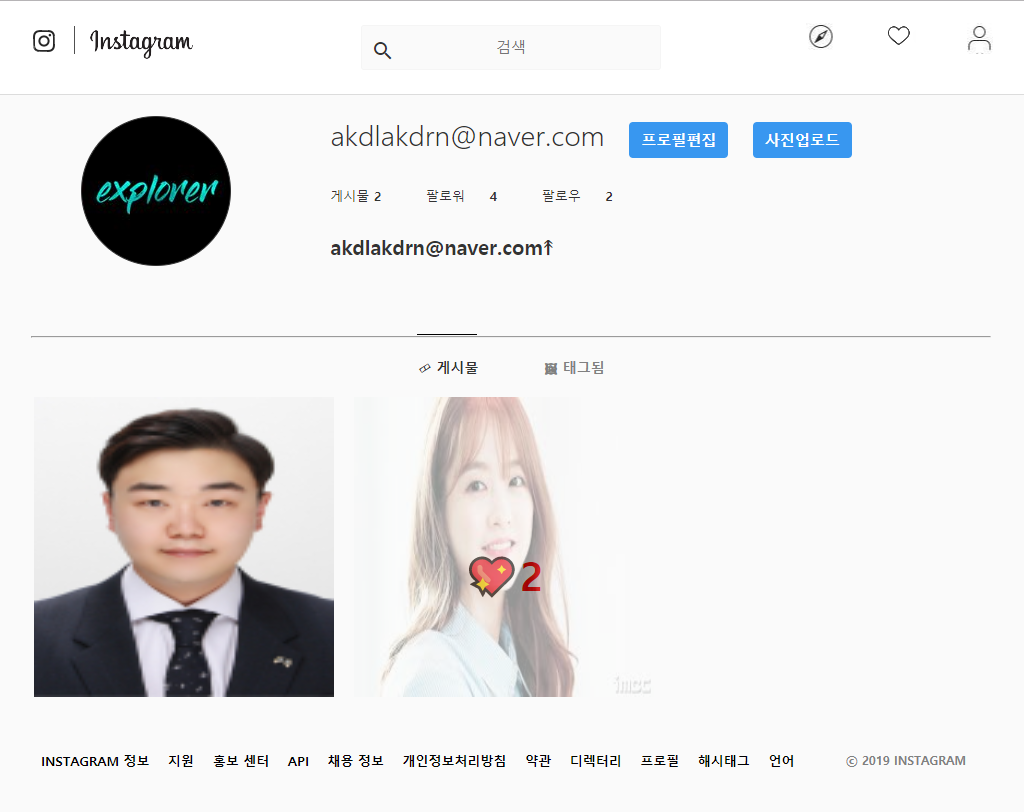 Instagram
검색
akdlakdrn@naver.com 프로필편집 사진업로드
게시물 2 팔로워 4 팔로우 2
explorer
akdlakdrn@naver.com
게시물 태그됨
2
imcc
INSTAGRAM 정보 지원 홍보 센터 API 채용 정보 개인정보처리방침 약관 디렉터리 프로필 해시태그 언어 © 2019 INSTAGRAM